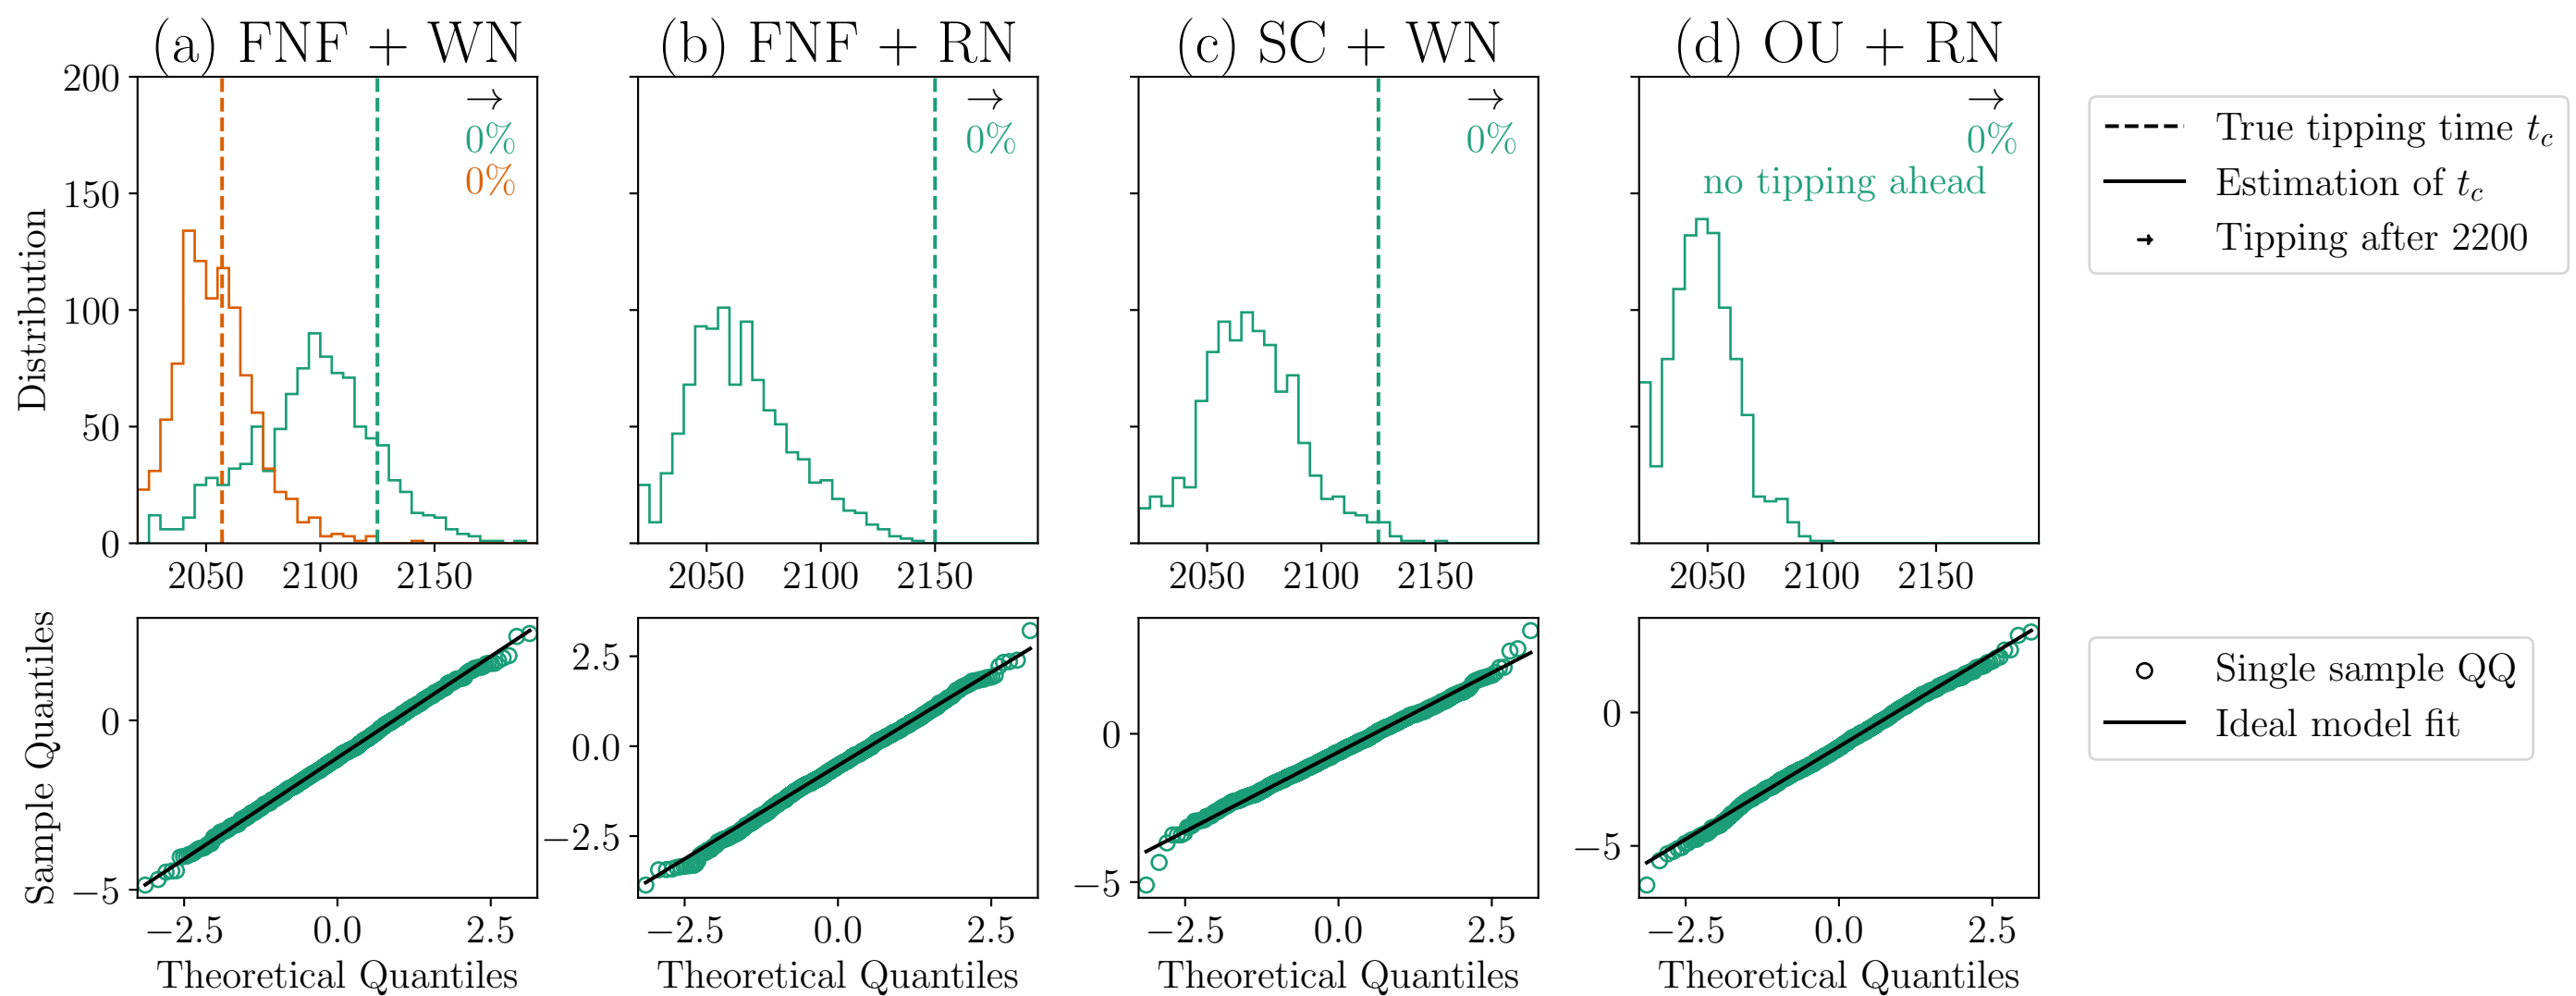 (a) FNF + WN
(b) FNF + RN
(c) SC + WN
(d) OU + RN
Distribution
200
150
100
50
0
→
0%
0%
2050 2100 2150
→
0%
2050 2100 2150
→
0%
2050 2100 2150
→
0%
no tipping ahead
2050 2100 2150
True tipping time t_c
Estimation of t_c
Tipping after 2200
Sample Quantiles
0
−5
−2.5 0.0 2.5
Theoretical Quantiles
2.5
0.0
−2.5
−2.5 0.0 2.5
Theoretical Quantiles
0
−5
−2.5 0.0 2.5
Theoretical Quantiles
0
−5
−2.5 0.0 2.5
Theoretical Quantiles
Single sample QQ
Ideal model fit